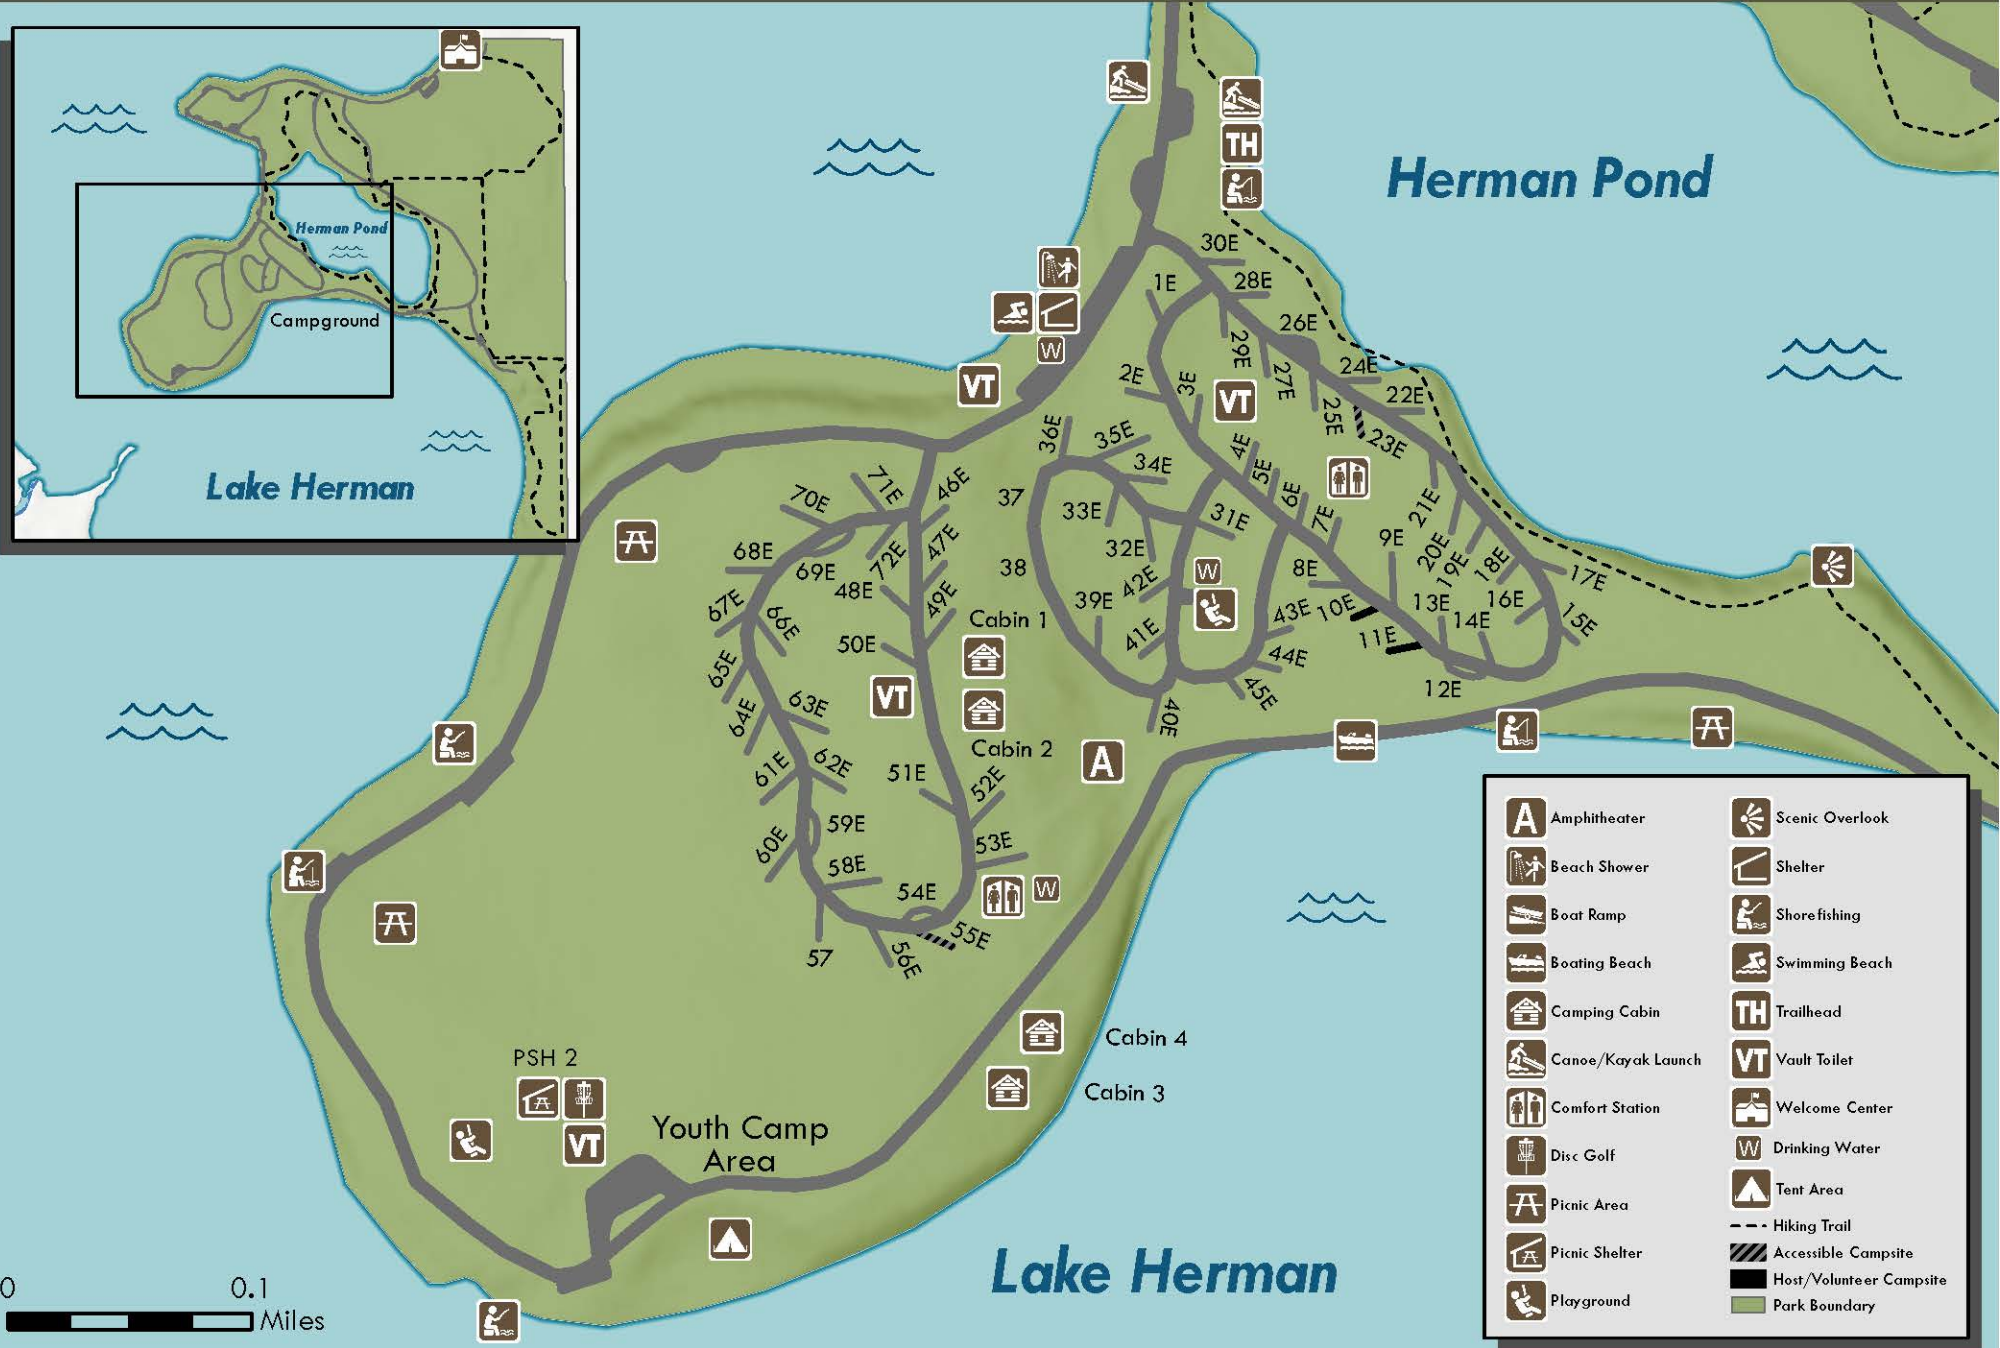 Herman Pond
Campground
Lake Herman
TH
Herman Pond
30E
1E
28E
W
26E
29E
VT
2E
3E
VT
27E
24E
22E
25E
23E
36E
35E
4E
34E
5E
71E
46E
37
70E
33E
31E
6E
7E
21E
9E
68E
72E
47E
32E
20E
69E
38
W
8E
19E
18E
17E
48E
42E
67E
66E
49E
39E
43E
10E
13E
16E
Cabin 1
14E
15E
50E
41E
11E
65E
44E
VT
45E
12E
64E
63E
40E
Cabin 2
A
61E
62E
51E
52E
59E
60E
53E
58E
54E
W
55E
57
56E
Cabin 4
PSH 2
Cabin 3
Youth Camp
Area
VT
Lake Herman
0
0.1
Miles
A Amphitheater
Beach Shower
Boat Ramp
Boating Beach
Camping Cabin
Canoe/Kayak Launch
Comfort Station
Disc Golf
Picnic Area
Picnic Shelter
Playground
Scenic Overlook
Shelter
Shorefishing
Swimming Beach
TH Trailhead
VT Vault Toilet
Welcome Center
W Drinking Water
Tent Area
Hiking Trail
Accessible Campsite
Host/Volunteer Campsite
Park Boundary